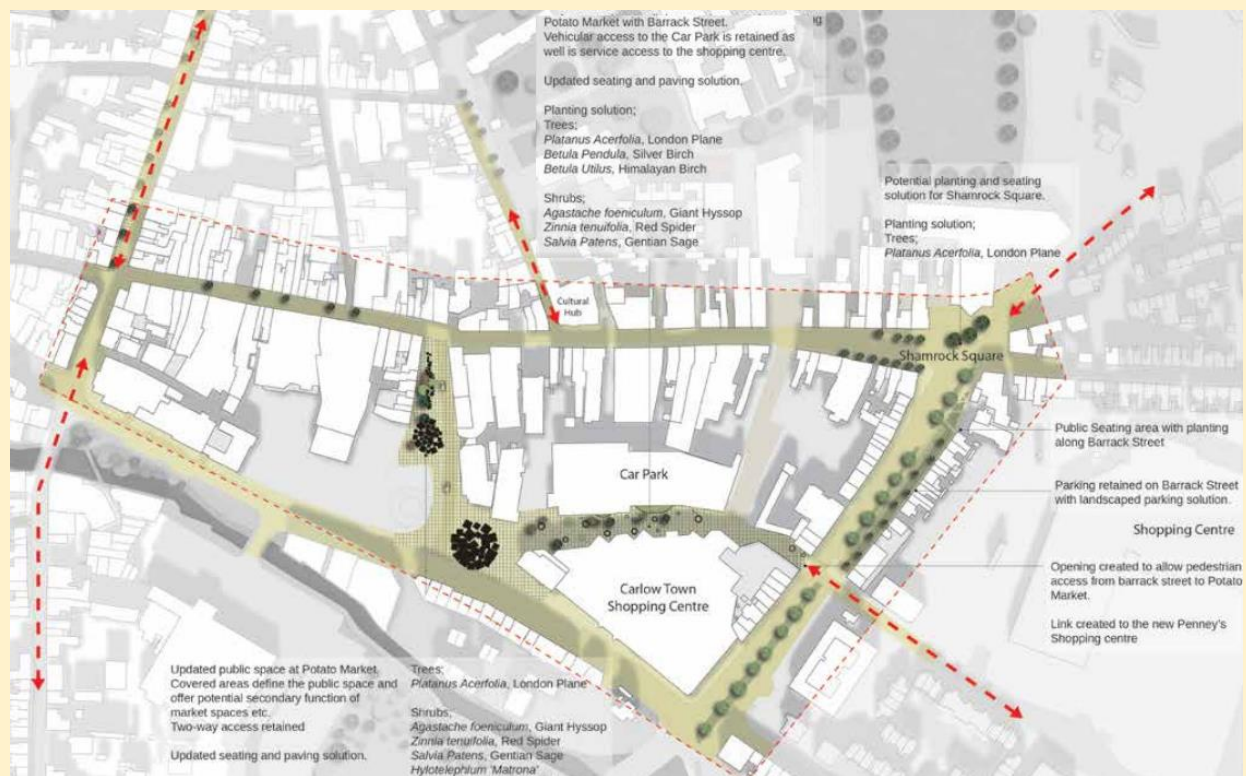 Potato Market with Barrack Street.
Vehicular access to the Car Park is retained as
well is service access to the shopping centre.
Updated seating and paving solution.
Planting solution;
Trees;
Platanus Acerfolia, London Plane
Betula Pendula, Silver Birch
Betula Utilus, Himalayan Birch
Shrubs;
Agastache foeniculum, Giant Hyssop
Zinnia tenuifolia, Red Spider
Salvia Patens, Gentian Sage
Potential planting and seating
solution for Shamrock Square.
Planting solution;
Trees;
Platanus Acerfolia, London Plane
Cultural
Hub
Shamrock Square
Car Park
Carlow Town
Shopping Centre
Public Seating area with planting
along Barrack Street
Parking retained on Barrack Street
with landscaped parking solution.
Shopping Centre
Opening created to allow pedestrian
access from barrack street to Potato
Market.
Link created to the new Penney's
Shopping centre
Updated public space at Potato Market.
Covered areas define the public space and
offer potential secondary function of
market spaces etc.
Two-way access retained
Updated seating and paving solution.
Trees;
Platanus Acerfolia, London Plane
Shrubs;
Agastache foeniculum, Giant Hyssop
Zinnia tenuifolia, Red Spider
Salvia Patens, Gentian Sage
Hylotelephium 'Matrona'